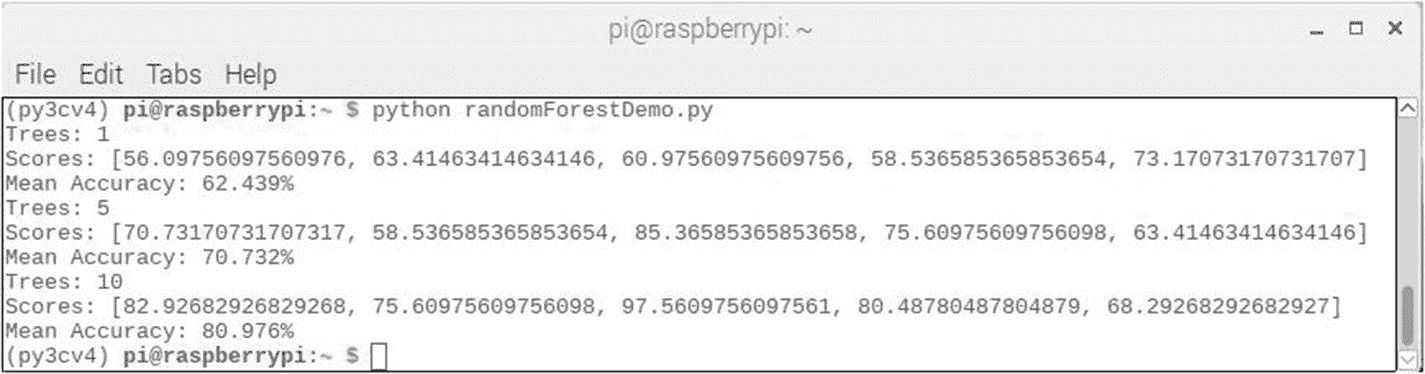 pi@raspberrypi: ~
File Edit Tabs Help
(py3cv4) pi@raspberrypi:~ $ python randomForestDemo.py
Trees: 1
Scores: [56.09756097560976, 63.41463414634146, 60.97560975609756, 58.536585365853654, 73.17073170731707]
Mean Accuracy: 62.439%
Trees: 5
Scores: [70.73170731707317, 58.536585365853654, 85.36585365853658, 75.60975609756098, 63.41463414634146]
Mean Accuracy: 70.732%
Trees: 10
Scores: [82.92682926829268, 75.60975609756098, 97.5609756097561, 80.48780487804879, 68.29268292682927]
Mean Accuracy: 80.976%
(py3cv4) pi@raspberrypi:~ $